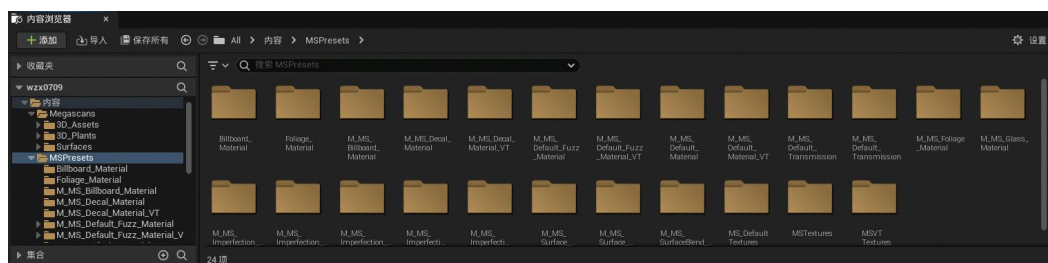 内容浏览器 ×
添加 导入 保存所有 All > 内容 > MSPresets > 设置
收藏夹
搜索 MSPresets
wzx0709
内容
Megascans
3D_Assets
3D_Plants
Surfaces
MSPresets
Billboard_Material
Foliage_Material
M_MS_Billboard_Material
M_MS_Decal_Material
M_MS_Decal_Material_VT
M_MS_Default_Fuzz_Material
M_MS_Default_Fuzz_Material_V
集合
Billboard_
Material
Foliage_
Material
M_MS_
Billboard_
Material
M_MS_Decal_
Material
M_MS_Decal_
Material_VT
M_MS_
Default_Fuzz
_Material
M_MS_
Default_Fuzz
_Material_VT
M_MS_
Default_
Material
M_MS_
Default_
Material_VT
M_MS_
Default_
Transmission
M_MS_
Default_
Transmission
M_MS_Foliage
_Material
M_MS_Glass_
Material
M_MS_
Imperfection_...
M_MS_
Imperfection_...
M_MS_
Imperfection_...
M_MS_
Imperfecti...
M_MS_
Imperfecti...
M_MS_
Surface_...
M_MS_
Surface_...
M_MS_
SurfaceBlend_...
MS_Default
Textures
MSTextures
MSVT
Textures
24 项